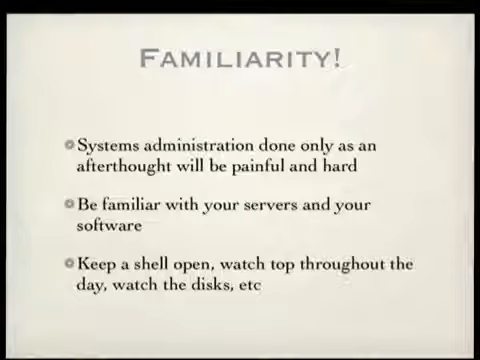 FAMILIARITY!
Systems administration done only as an
afterthought will be painful and hard
Be familiar with your servers and your
software
Keep a shell open, watch top throughout the
day, watch the disks, etc